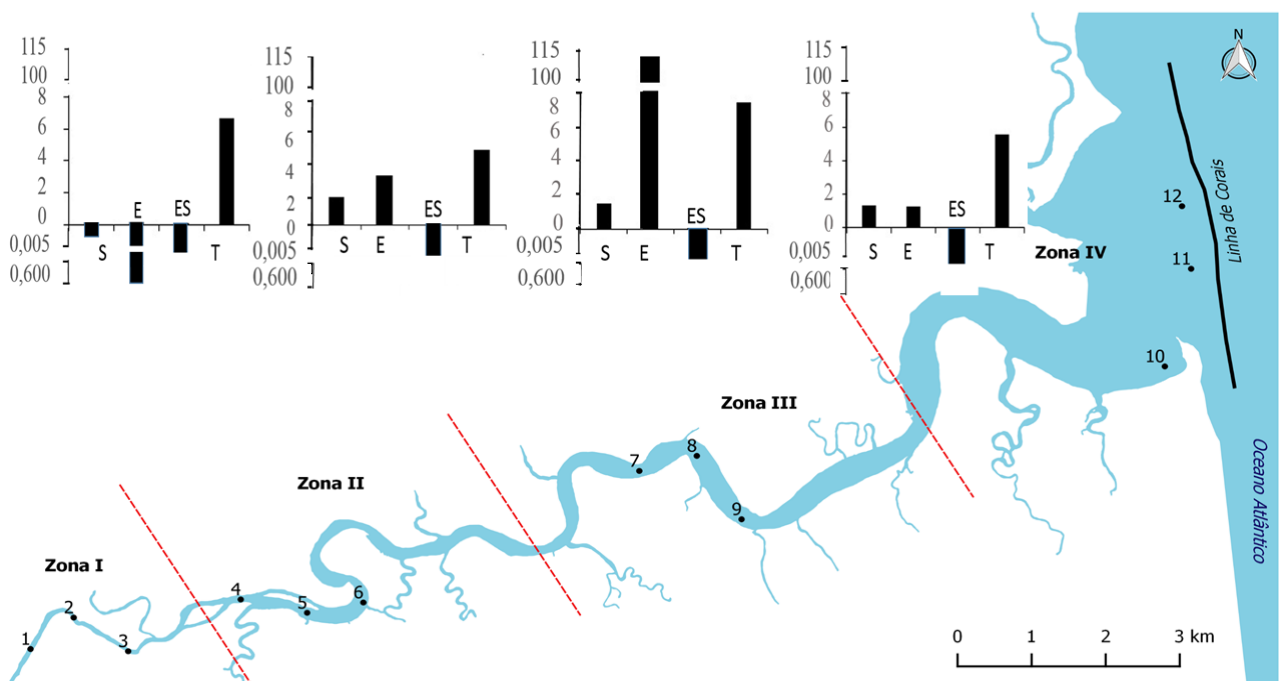 115
100
8
6
4
2
0
0,005
0,600
S
E
ES
T
115
100
8
6
4
2
0
0,005
0,600
S
E
ES
T
115
100
8
6
4
2
0
0,005
0,600
S
E
ES
T
115
100
8
6
4
2
0
0,005
0,600
S
E
ES
T
N
Linha de Corais
12
11
10
Zona IV
Zona III
7
8
9
Zona II
4
5
6
Zona I
1
2
3
Oceano Atlântico
0 1 2 3 km